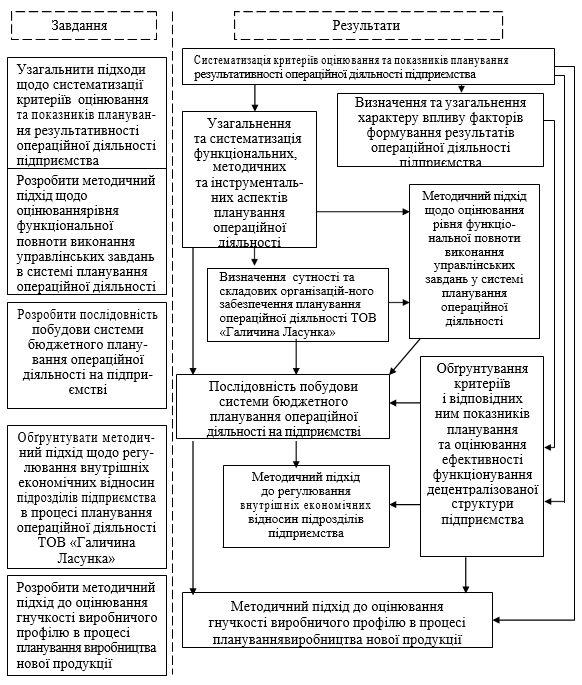 Завдання
Узагальнити підходи
щодо систематизації
критеріїв оцінювання
та показників плануван-
ня результативності
операційної діяльності
підприємства
Розробити методичний
підхід щодо
оцінюваннярівня
функціональної
повноти виконання
управлінських завдань
в системі планування
операційної діяльності
Розробити послідовність
побудови системи
бюджетного плану-
вання операційної
діяльності на підпри-
ємстві
Обґрунтувати методич-
ний підхід щодо регу-
лювання внутрішніх
економічних відносин
підрозділів підприємства
в процесі планування
операційної діяльності
ТОВ «Галичина
Ласунка»
Розробити методичний
підхід до оцінювання
гнучкості виробничого
профілю в процесі
планування виробництва
нової продукції
Результати
Систематизація критеріїв оцінювання та показників планування
результативності операційної діяльності підприємства
Визначення та узагальнення
характеру впливу факторів
формування результатів
операційної діяльності
підприємства
Узагальнення
та систематизація
функціональних,
методичних
та інструменталь-
них аспектів
планування
операційної
діяльності
Методичний підхід
щодо оцінювання
рівня функціо-
нальної повноти
виконання
управлінських
завдань у системі
планування
операційної
діяльності
Визначення сутності та
складових організацій-ного
забезпечення планування
операційної діяльності ТОВ
«Галичина Ласунка»
Обґрунтування
критеріїв
і відповідних
ним показників
планування
та оцінювання
ефективності
функціонування
децентралізованої
структури
підприємства
Послідовність побудови
системи бюджетного
планування операційної
діяльності на підприємстві
Методичний підхід
до регулювання
внутрішніх економічних
відносин підрозділів
підприємства
Методичний підхід до оцінювання
гнучкості виробничого профілю в процесі
плануваннявиробництва нової продукції